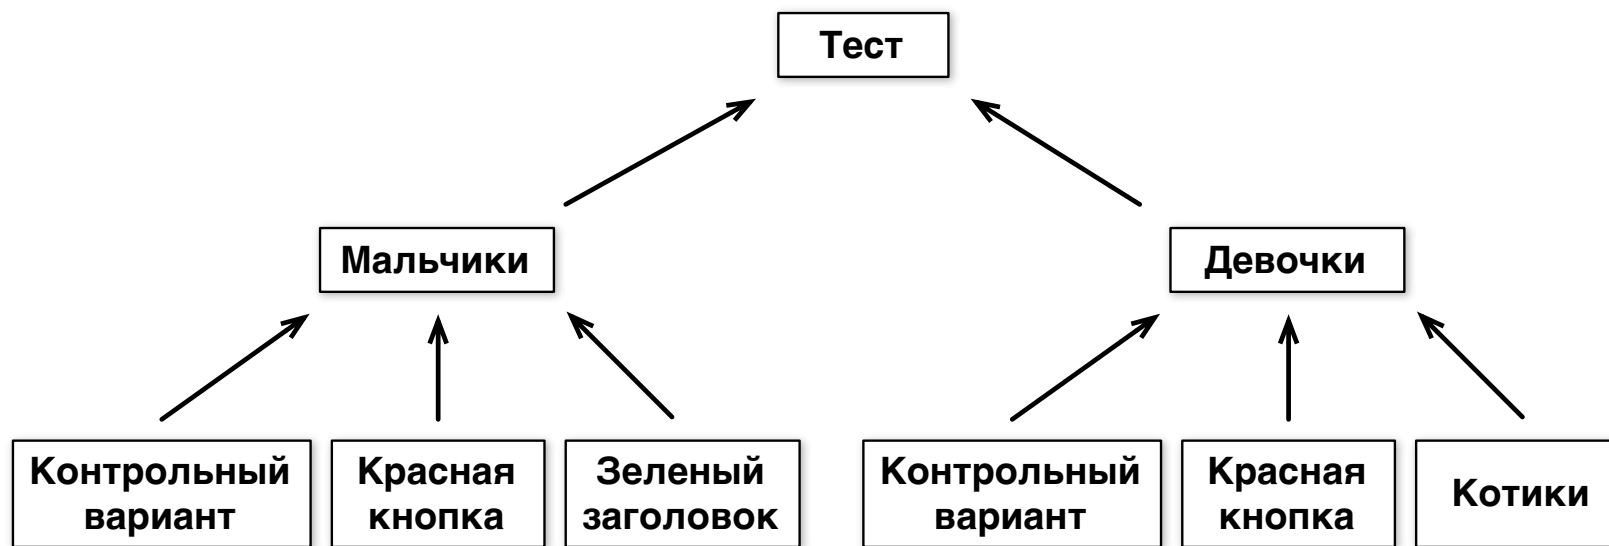 Тест
Мальчики
Девочки
Контрольный
вариант
Красная
кнопка
Зеленый
заголовок
Контрольный
вариант
Красная
кнопка
Котики